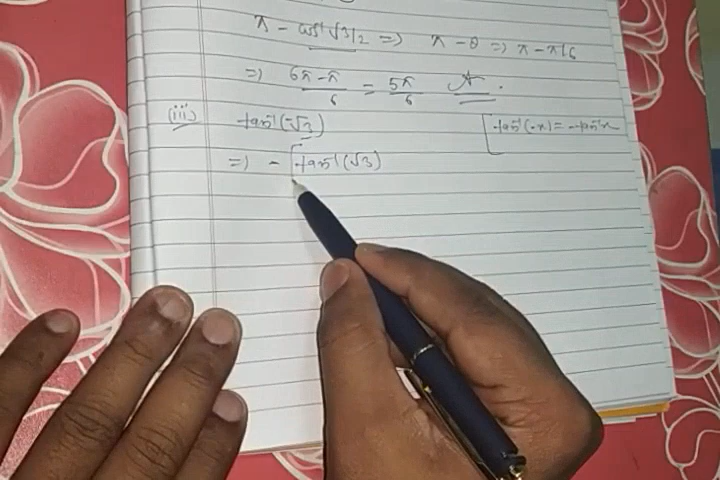 π - cos⁻¹ √3/2 => π - θ => π - π/6
=> 6π - π / 6 = 5π / 6 A.
(iii) tan⁻¹(-√3) [tan⁻¹(-x) = -tan⁻¹x
=> - [tan⁻¹(√3)